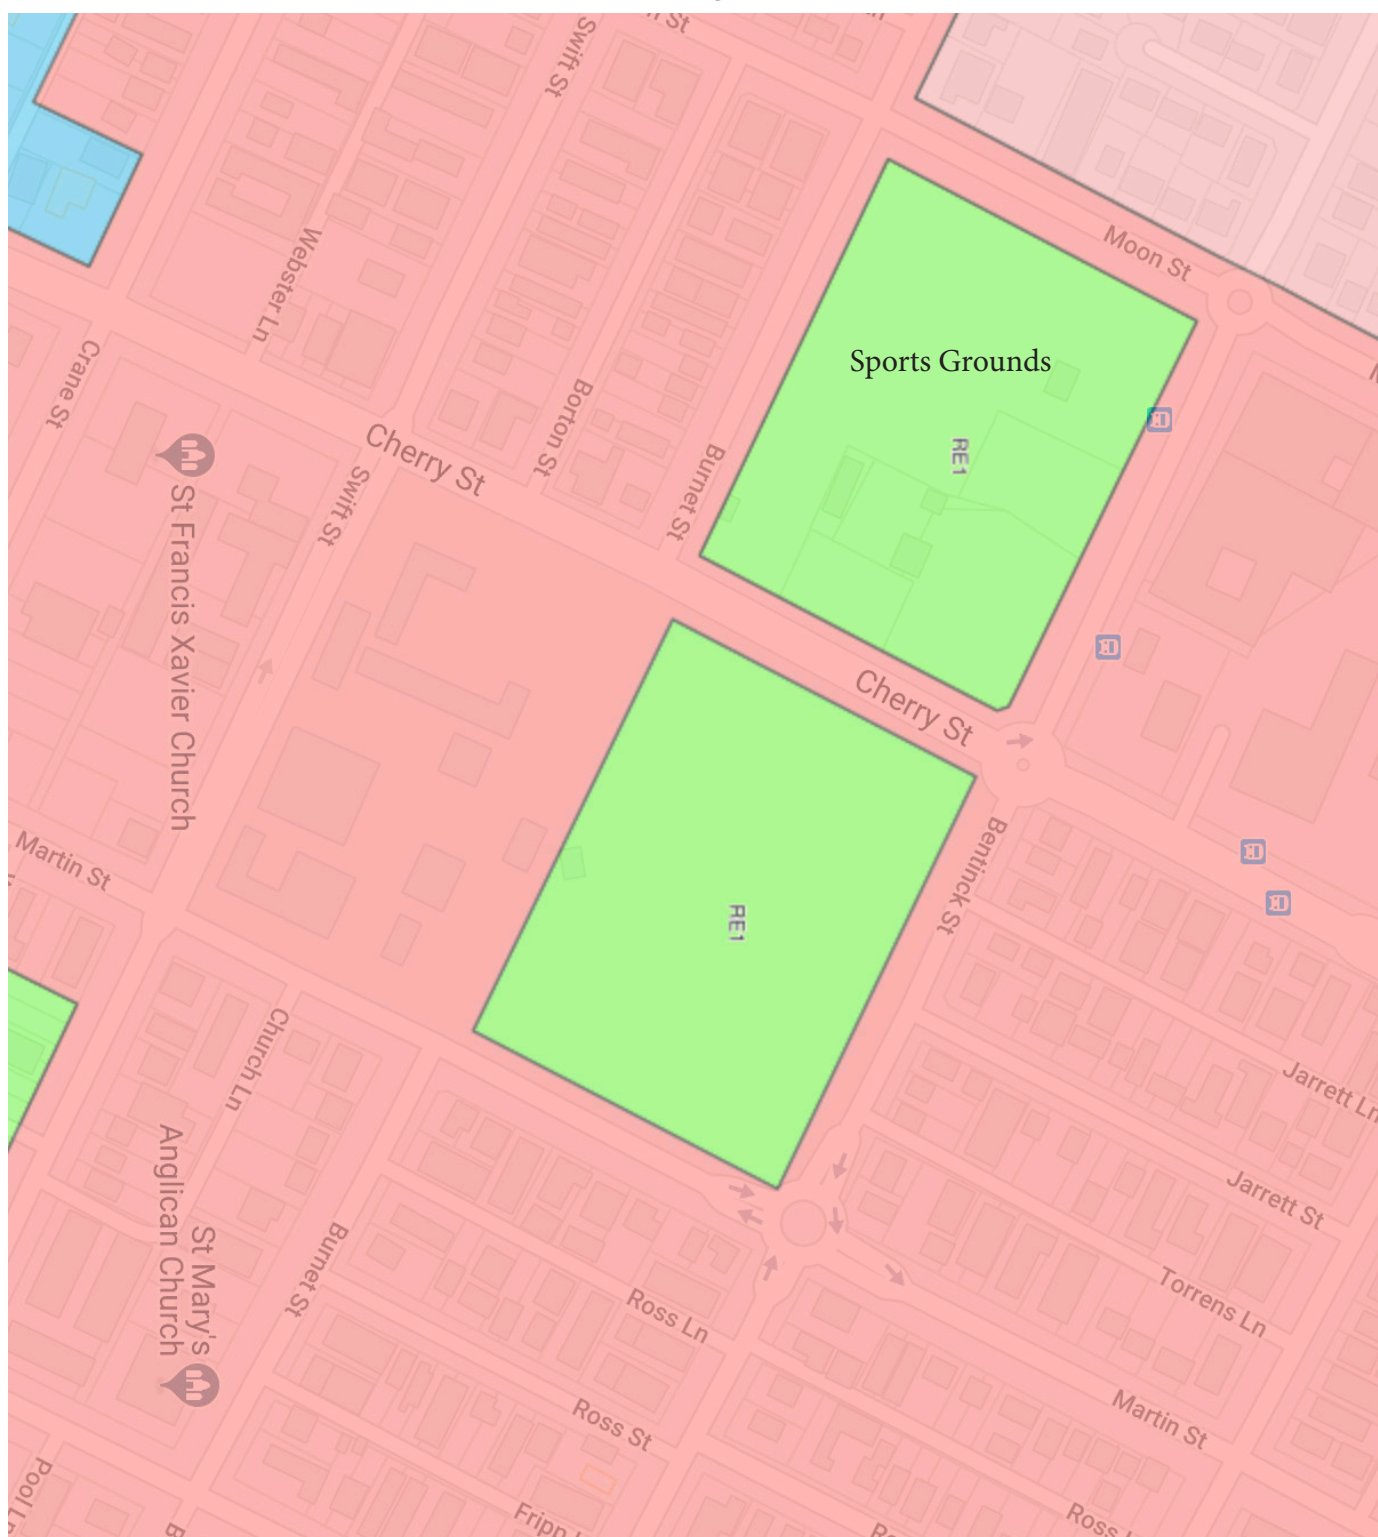 Swift St
Moon St
Webster Ln
Crane St
Sports Grounds
Borton St
Cherry St
RE1
Burnet St
Swift St
St Francis Xavier Church
Cherry St
Martin St
Bentinck St
RE1
Church Ln
Jarrett Ln
Jarrett St
St Mary's
Anglican Church
Burnet St
Torrens Ln
Ross Ln
Ross St
Martin St